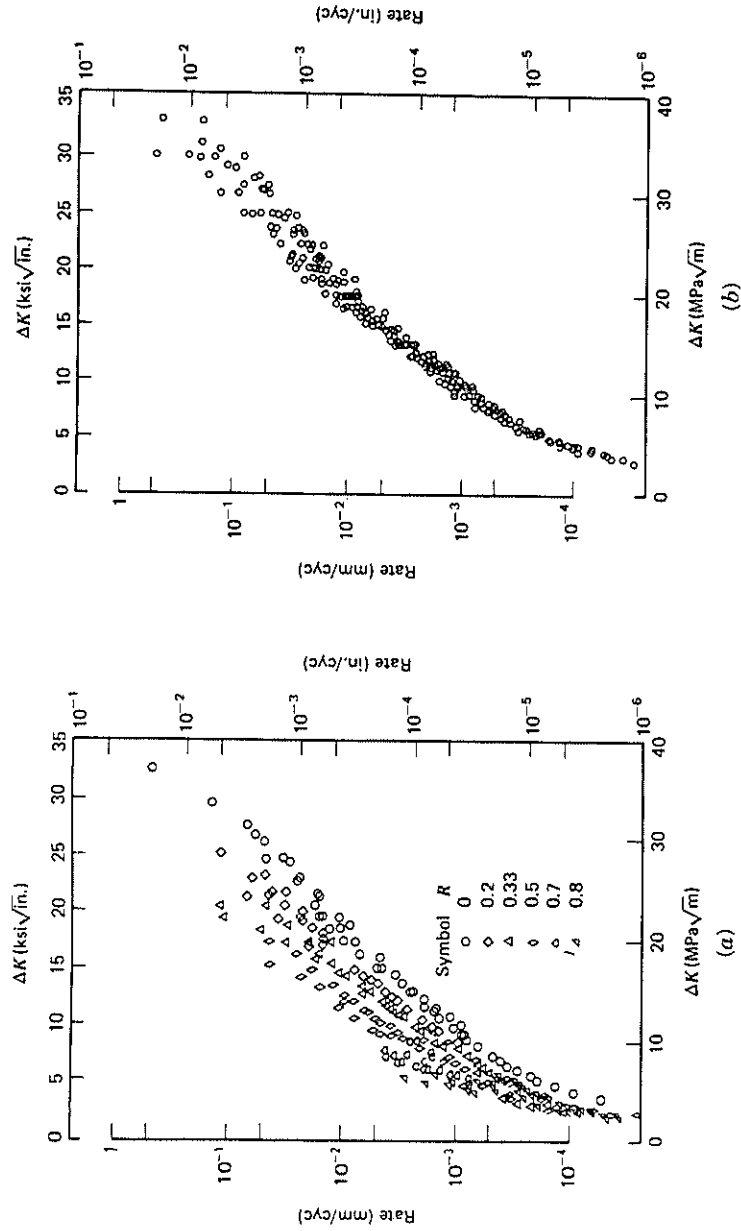 ΔK (ksi√in.)
0 5 10 15 20 25 30 35
Rate (mm/cyc)
1
10⁻¹
10⁻²
10⁻³
10⁻⁴
Rate (in./cyc)
10⁻¹
10⁻²
10⁻³
10⁻⁴
10⁻⁵
10⁻⁶
Symbol R
0
0.2
0.33
0.5
0.7
0.8
0 10 20 30 40
ΔK (MPa√m)
(a)
ΔK (ksi√in.)
0 5 10 15 20 25 30 35
Rate (mm/cyc)
1
10⁻¹
10⁻²
10⁻³
10⁻⁴
Rate (in./cyc)
10⁻¹
10⁻²
10⁻³
10⁻⁴
10⁻⁵
10⁻⁶
0 10 20 30 40
ΔK (MPa√m)
(b)